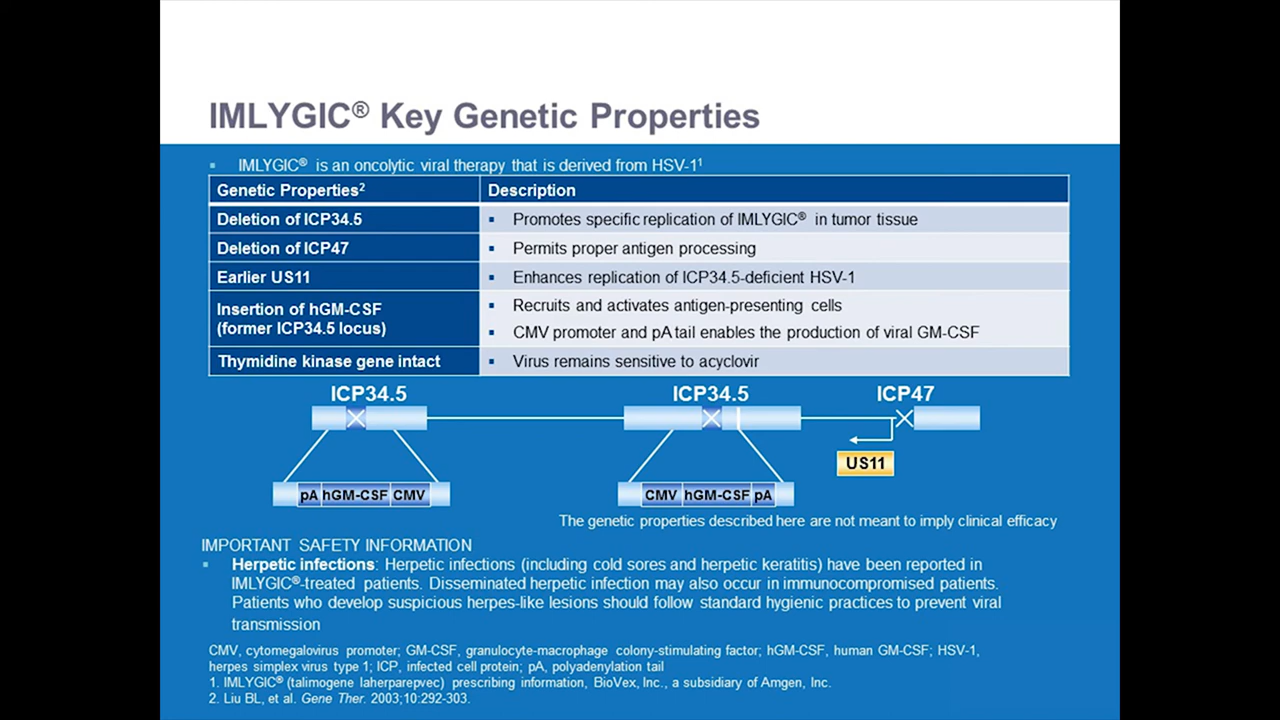 IMLYGIC® Key Genetic Properties
▪ IMLYGIC® is an oncolytic viral therapy that is derived from HSV-1¹
Genetic Properties² Description
Deletion of ICP34.5 ▪ Promotes specific replication of IMLYGIC® in tumor tissue
Deletion of ICP47 ▪ Permits proper antigen processing
Earlier US11 ▪ Enhances replication of ICP34.5-deficient HSV-1
Insertion of hGM-CSF
(former ICP34.5 locus)
▪ Recruits and activates antigen-presenting cells
▪ CMV promoter and pA tail enables the production of viral GM-CSF
Thymidine kinase gene intact ▪ Virus remains sensitive to acyclovir
ICP34.5 ICP34.5 ICP47
US11
pA hGM-CSF CMV CMV hGM-CSF pA
The genetic properties described here are not meant to imply clinical efficacy
IMPORTANT SAFETY INFORMATION
▪ Herpetic infections: Herpetic infections (including cold sores and herpetic keratitis) have been reported in
IMLYGIC®-treated patients. Disseminated herpetic infection may also occur in immunocompromised patients.
Patients who develop suspicious herpes-like lesions should follow standard hygienic practices to prevent viral
transmission
CMV, cytomegalovirus promoter; GM-CSF, granulocyte-macrophage colony-stimulating factor; hGM-CSF, human GM-CSF; HSV-1,
herpes simplex virus type 1; ICP, infected cell protein; pA, polyadenylation tail
1. IMLYGIC® (talimogene laherparepvec) prescribing information, BioVex, Inc., a subsidiary of Amgen, Inc.
2. Liu BL, et al. Gene Ther. 2003;10:292-303.